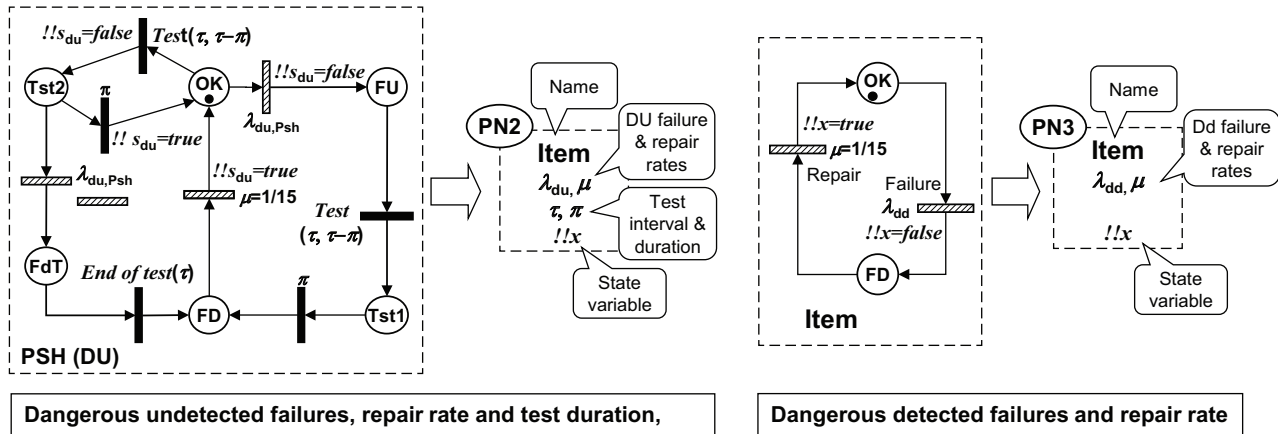 !!s_du=false
Test(τ, τ−π)
Tst2
OK
!!s_du=false
FU
π
!! s_du=true
λ_du,Psh
λ_du,Psh
!!s_du=true
μ=1/15
Test
(τ, τ−π)
FdT
End of test(τ)
FD
π
Tst1
PSH (DU)
Name
PN2
DU failure
& repair
rates
Item
λ_du, μ
τ, π
Test
interval &
duration
!!x
State
variable
OK
!!x=true
μ=1/15
Repair
Failure
λ_dd
!!x=false
FD
Item
Name
PN3
Dd failure
& repair
rates
Item
λ_dd, μ
!!x
State
variable
Dangerous undetected failures, repair rate and test duration,
Dangerous detected failures and repair rate